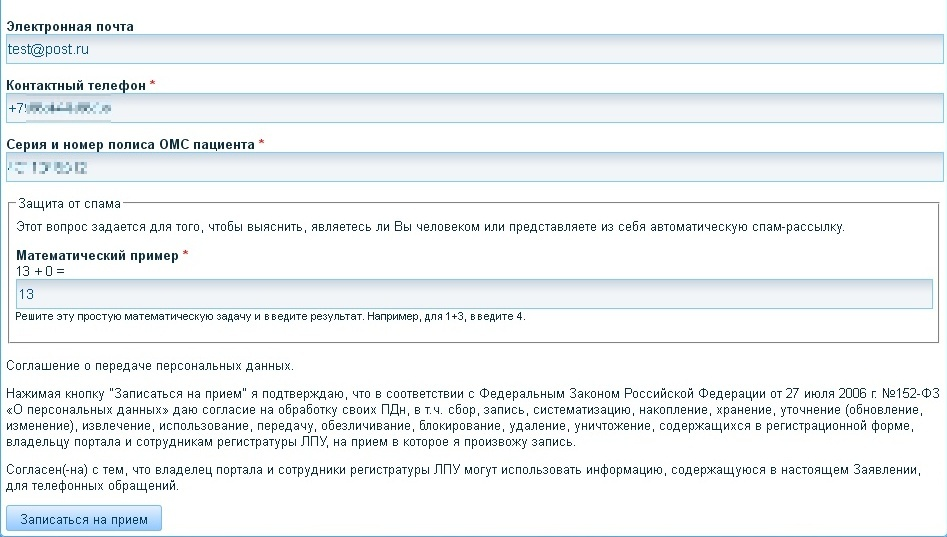 Электронная почта
test@post.ru
Контактный телефон *
+79
Серия и номер полиса ОМС пациента *
Защита от спама
Этот вопрос задается для того, чтобы выяснить, являетесь ли Вы человеком или представляете из себя автоматическую спам-рассылку.
Математический пример *
13 + 0 =
13
Решите эту простую математическую задачу и введите результат. Например, для 1+3, введите 4.
Соглашение о передаче персональных данных.
Нажимая кнопку "Записаться на прием" я подтверждаю, что в соответствии с Федеральным Законом Российской Федерации от 27 июля 2006 г. №152-ФЗ
«О персональных данных» даю согласие на обработку своих ПДн, в т.ч. сбор, запись, систематизацию, накопление, хранение, уточнение (обновление,
изменение), извлечение, использование, передачу, обезличивание, блокирование, удаление, уничтожение, содержащихся в регистрационной форме,
владельцу портала и сотрудникам регистратуры ЛПУ, на прием в которое я произвожу запись.
Согласен(-на) с тем, что владелец портала и сотрудники регистратуры ЛПУ могут использовать информацию, содержащуюся в настоящем Заявлении,
для телефонных обращений.
Записаться на прием